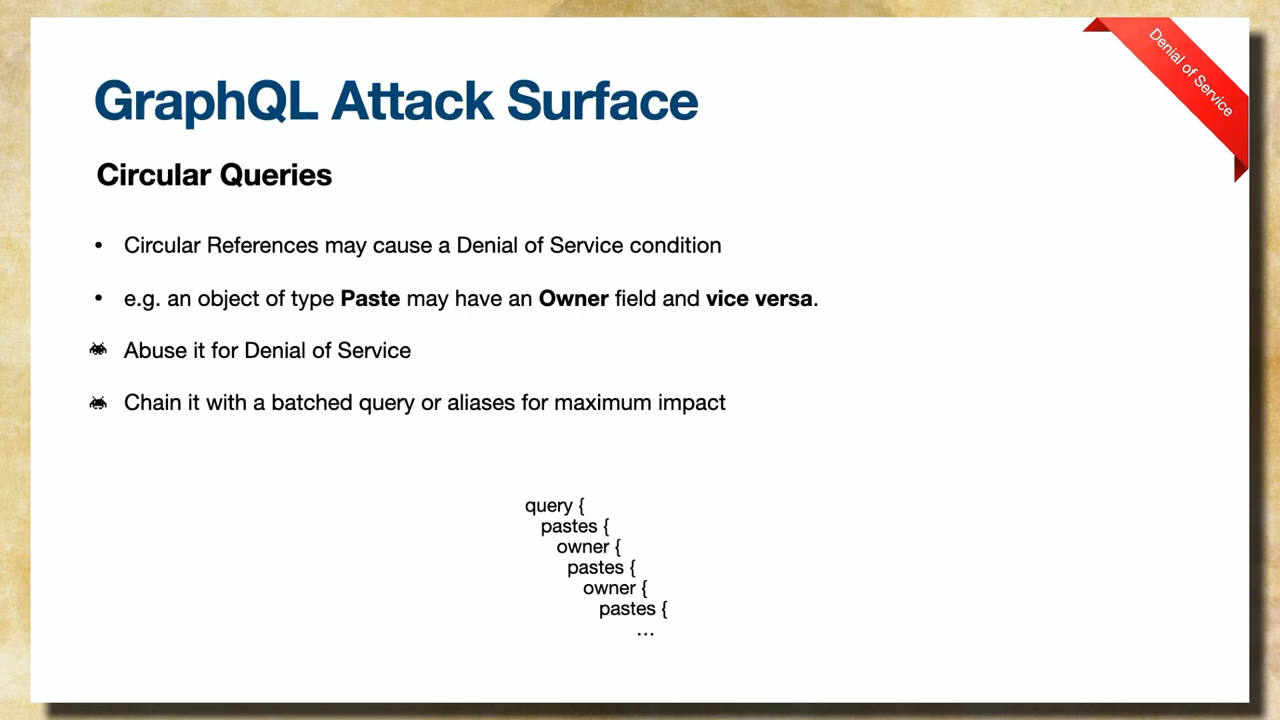 Denial of Service
GraphQL Attack Surface
Circular Queries
• Circular References may cause a Denial of Service condition
• e.g. an object of type Paste may have an Owner field and vice versa.
Abuse it for Denial of Service
Chain it with a batched query or aliases for maximum impact
query {
pastes {
owner {
pastes {
owner {
pastes {
...